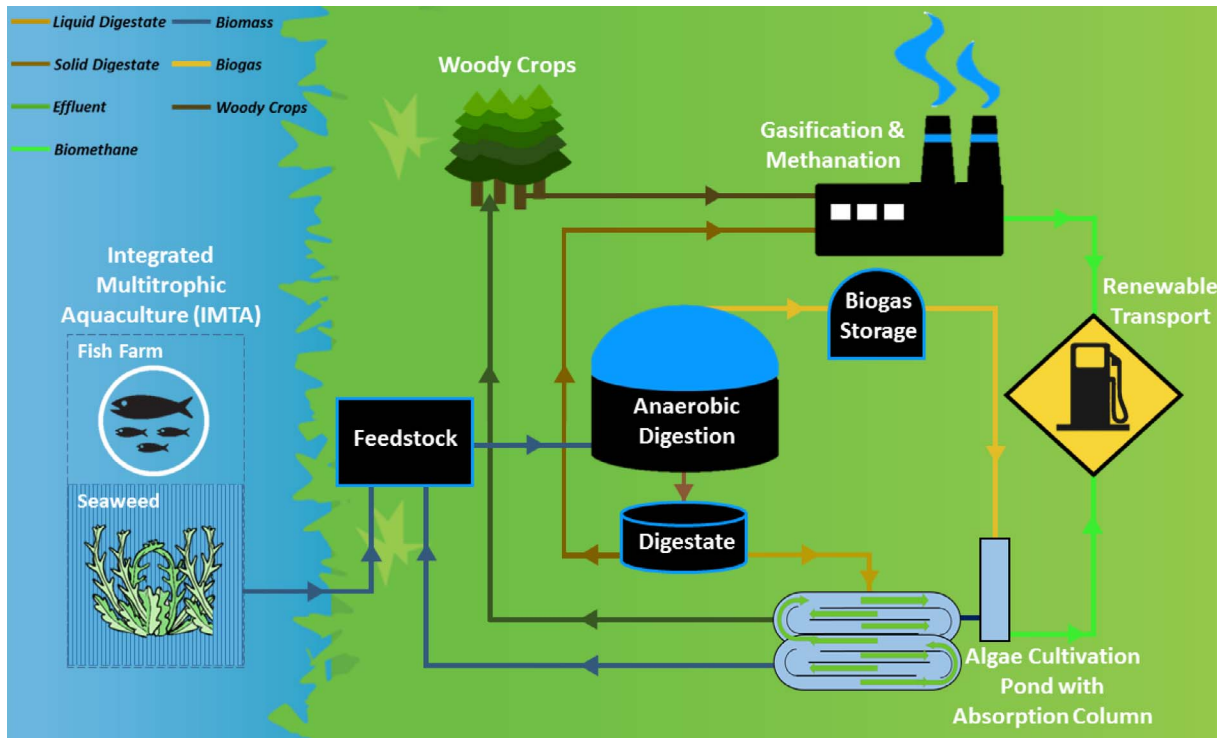 Liquid Digestate
Biomass
Solid Digestate
Biogas
Effluent
Woody Crops
Biomethane
Woody Crops
Gasification &
Methanation
Integrated
Multitrophic
Aquaculture (IMTA)
Fish Farm
Seaweed
Feedstock
Anaerobic
Digestion
Biogas
Storage
Renewable
Transport
Digestate
Algae Cultivation
Pond with
Absorption Column